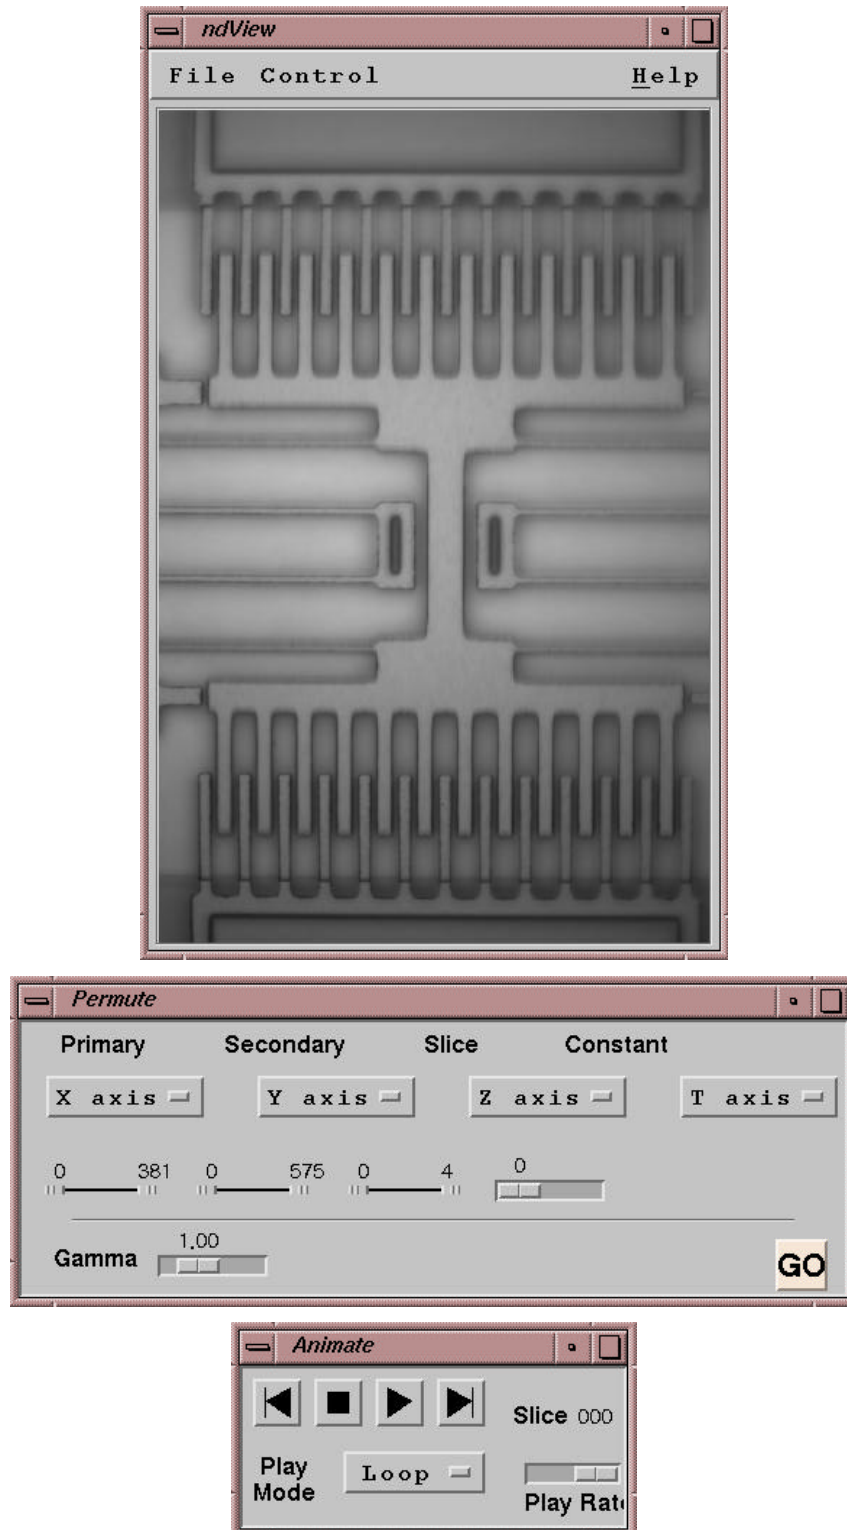 ndView
File Control Help
Permute
Primary Secondary Slice Constant
X axis Y axis Z axis T axis
0 381 0 575 0 4 0
Gamma 1.00
GO
Animate
Slice 000
Play Mode
Loop
Play Rat